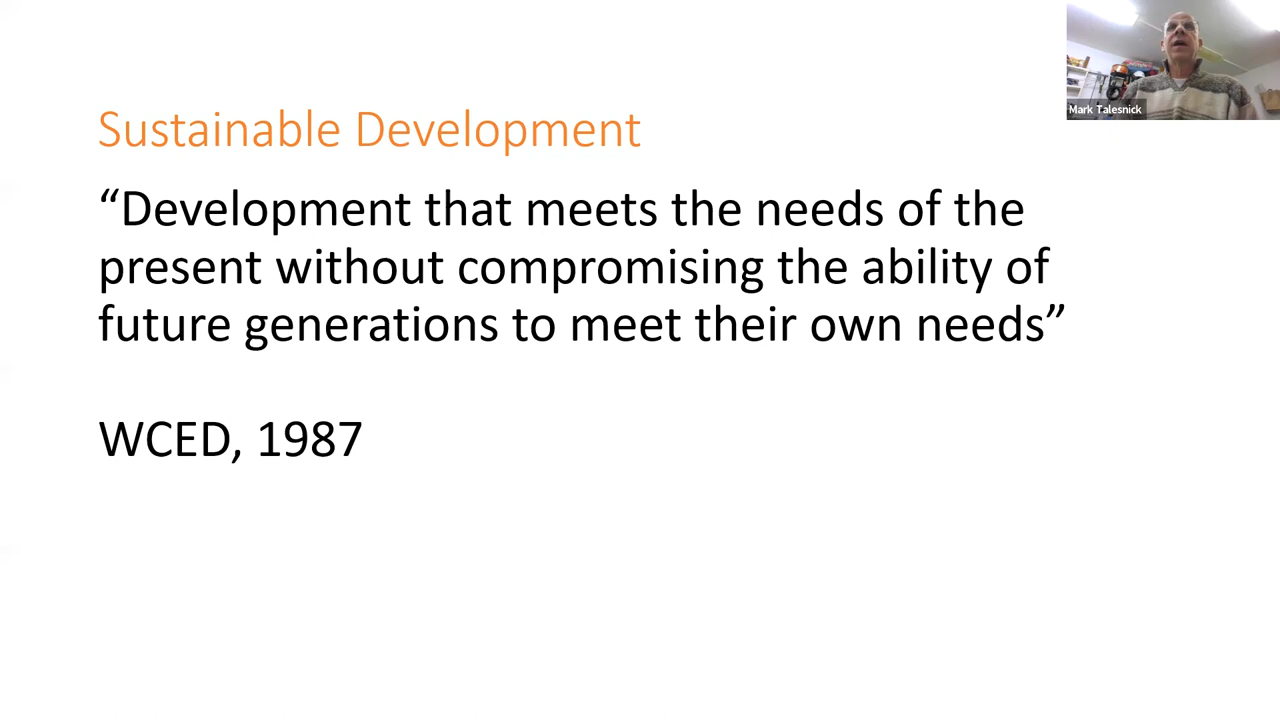 Sustainable Development
“Development that meets the needs of the
present without compromising the ability of
future generations to meet their own needs”
WCED, 1987
Mark Talesnick